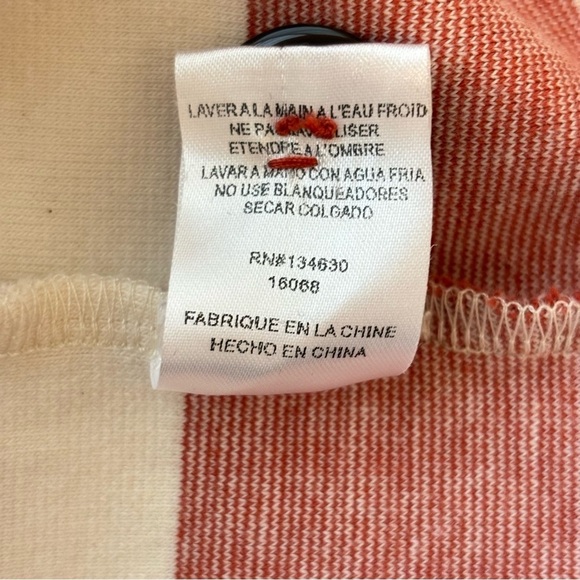 LAVER A LA MAIN A L'EAU FROID
NE PAS
ETENDRE A L'OMBRE
LAVAR A MANO CON AGUA FRIA
NO USE BLANQUEADORES
SECAR COLGADO
RN#134630
16068
FABRIQUE EN LA CHINE
HECHO EN CHINA